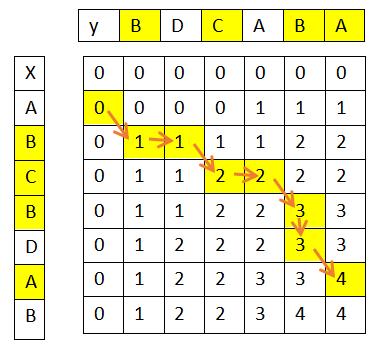 y B D C A B A
X 0 0 0 0 0 0 0
A 0 0 0 0 1 1 1
B 0 1 1 1 1 2 2
C 0 1 1 2 2 2 2
B 0 1 1 2 2 3 3
D 0 1 2 2 2 3 3
A 0 1 2 2 3 3 4
B 0 1 2 2 3 4 4